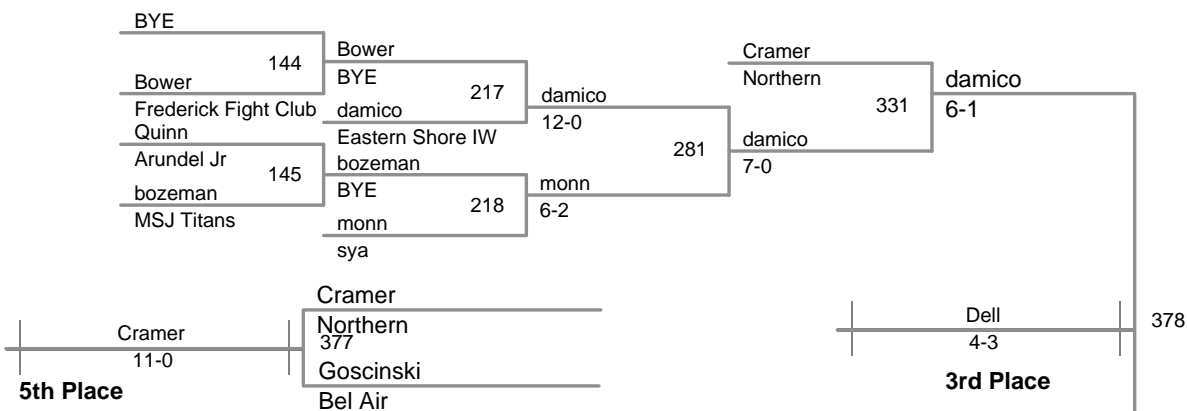 BYE
144
Bower
Frederick Fight Club
Quinn
Arundel Jr
145
bozeman
MSJ Titans
Bower
BYE
217
damico
Eastern Shore IW
bozeman
BYE
218
monn
sya
damico
12-0
281
monn
6-2
Cramer
Northern
331
damico
7-0
damico
6-1
Cramer
11-0
5th Place
Cramer
Northern
377
Goscinski
Bel Air
Dell
4-3
3rd Place
378